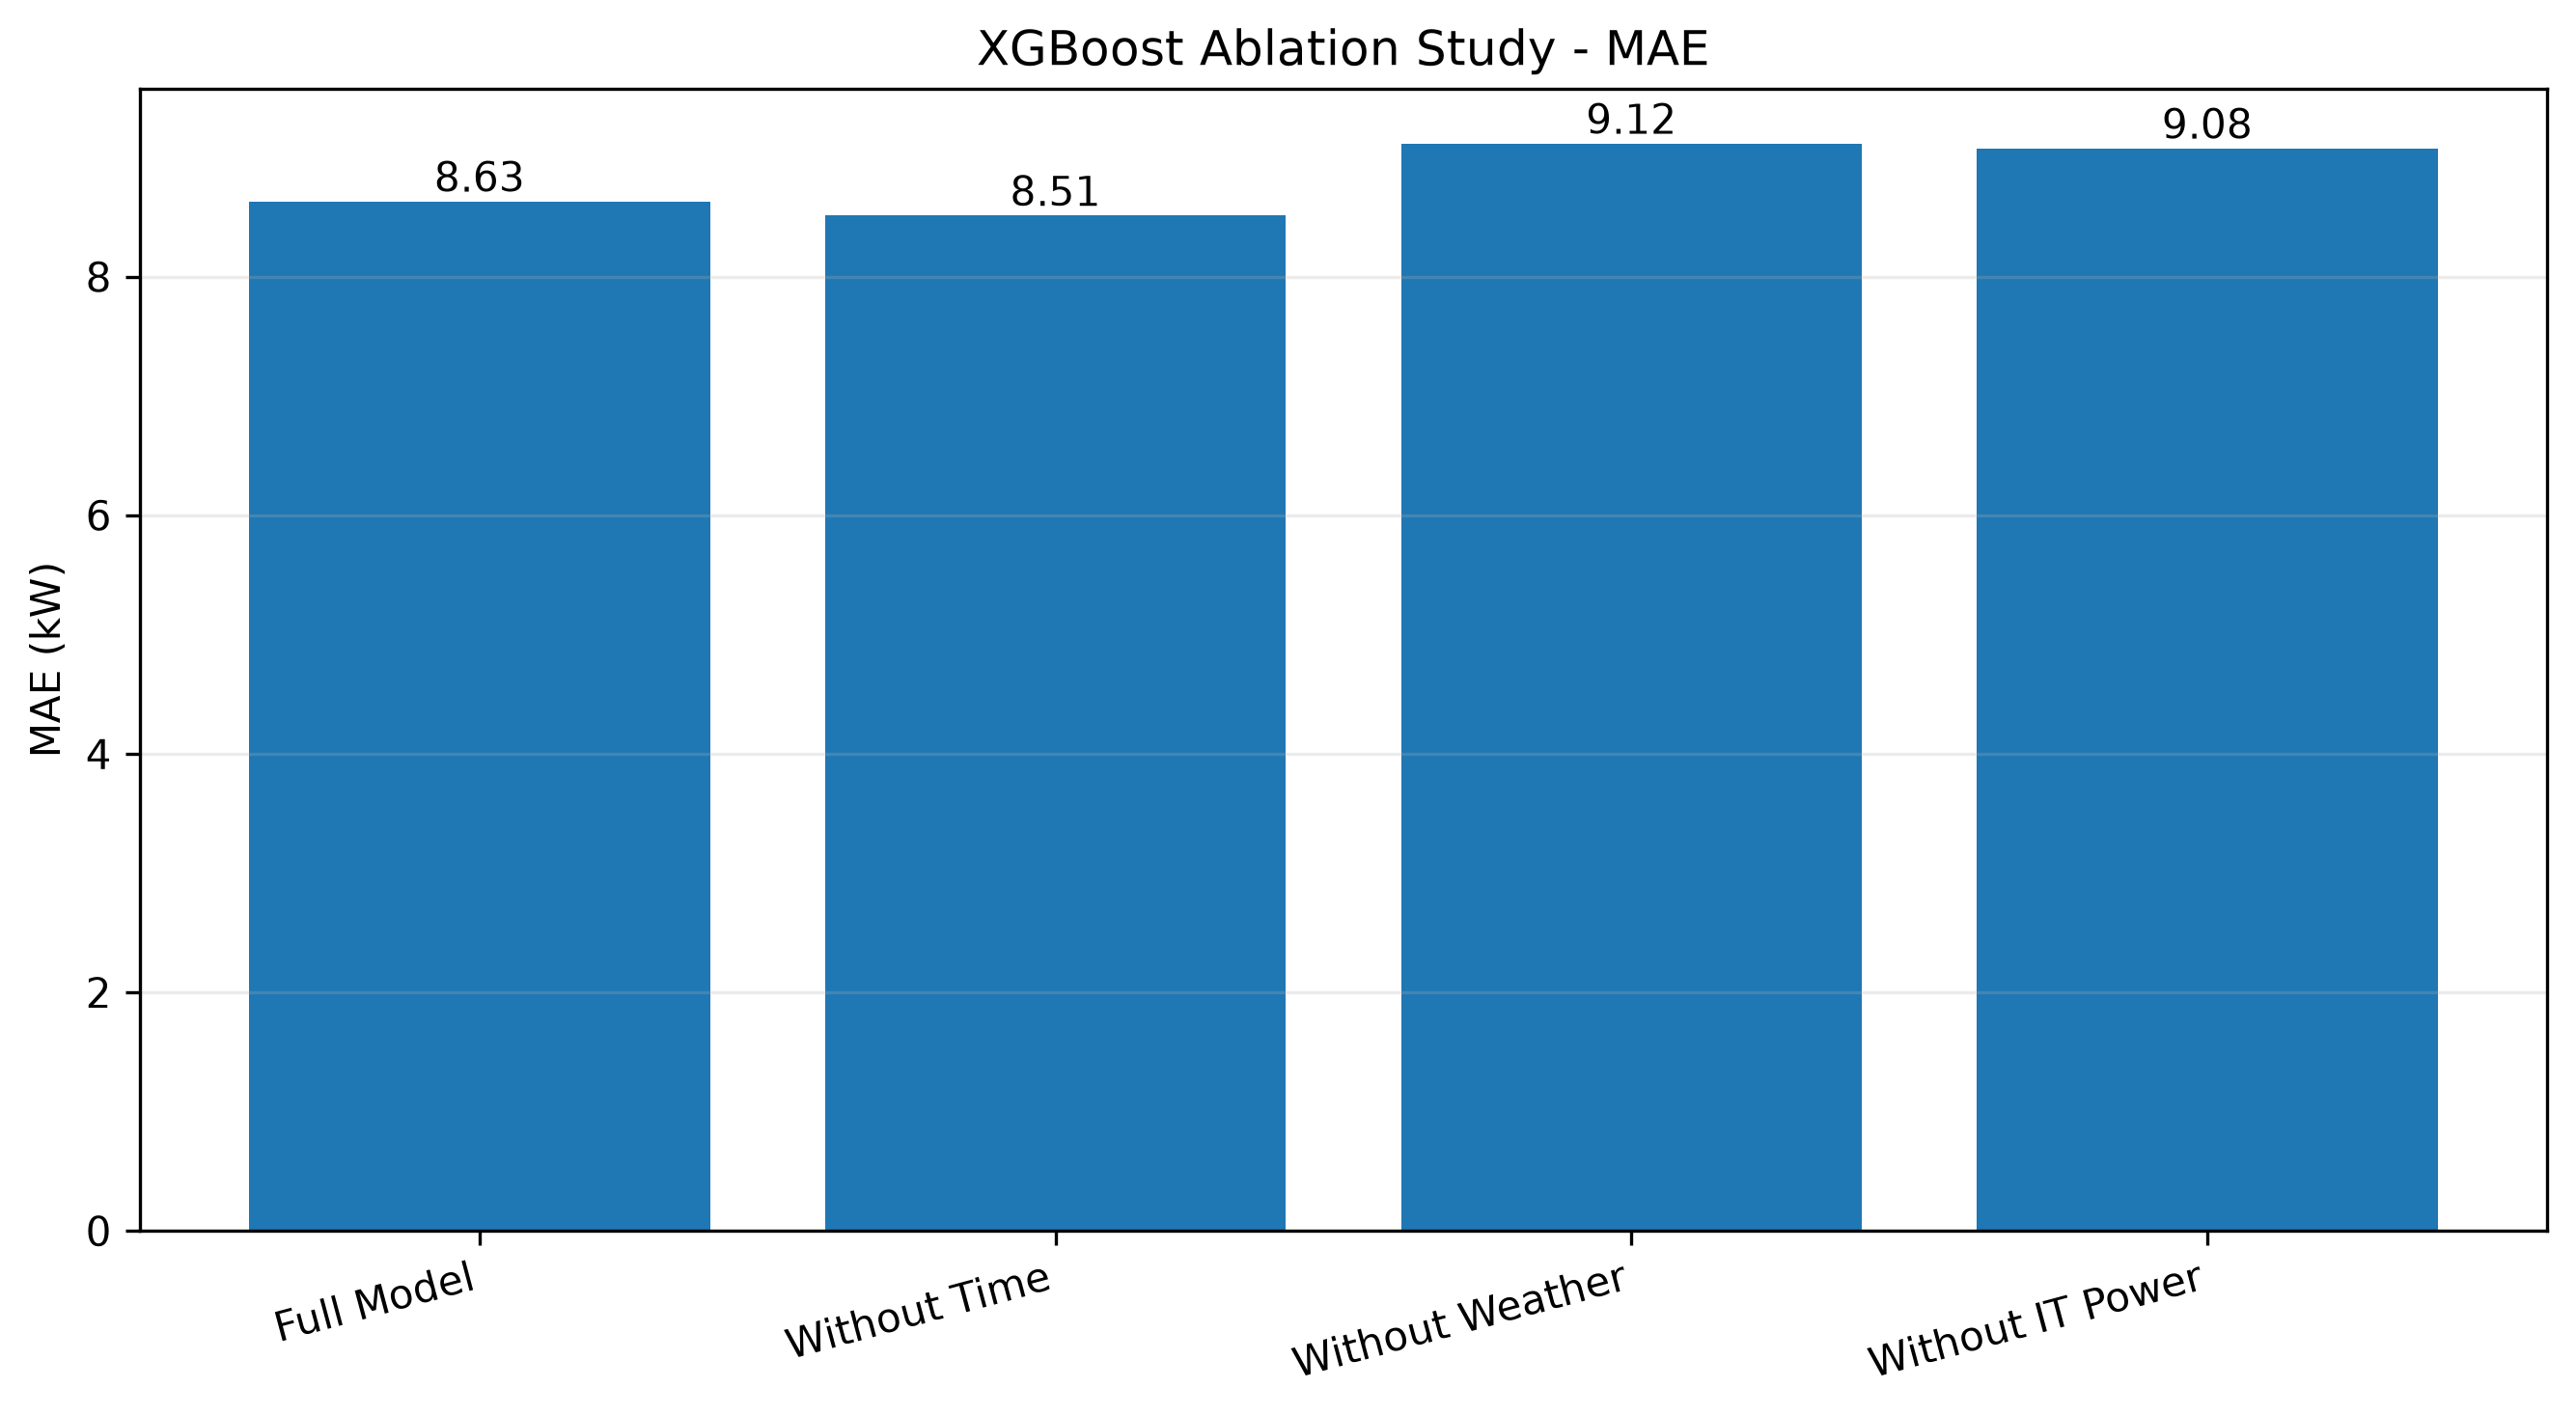 XGBoost Ablation Study - MAE
8.63
8.51
9.12
9.08
MAE (kW)
8
6
4
2
0
Full Model
Without Time
Without Weather
Without IT Power